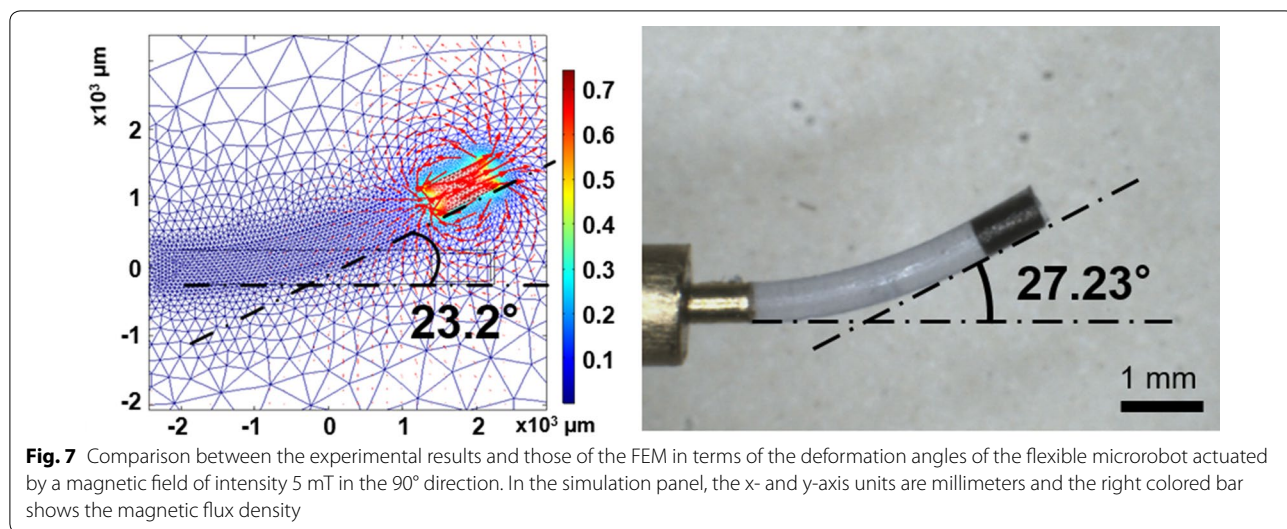 x10³ µm
2
1
0
-1
-2
-2 -1 0 1 2 x10³ µm
23.2°
0.7
0.6
0.5
0.4
0.3
0.2
0.1
27.23°
1 mm
Fig. 7 Comparison between the experimental results and those of the FEM in terms of the deformation angles of the flexible microrobot actuated
by a magnetic field of intensity 5 mT in the 90° direction. In the simulation panel, the x- and y-axis units are millimeters and the right colored bar
shows the magnetic flux density